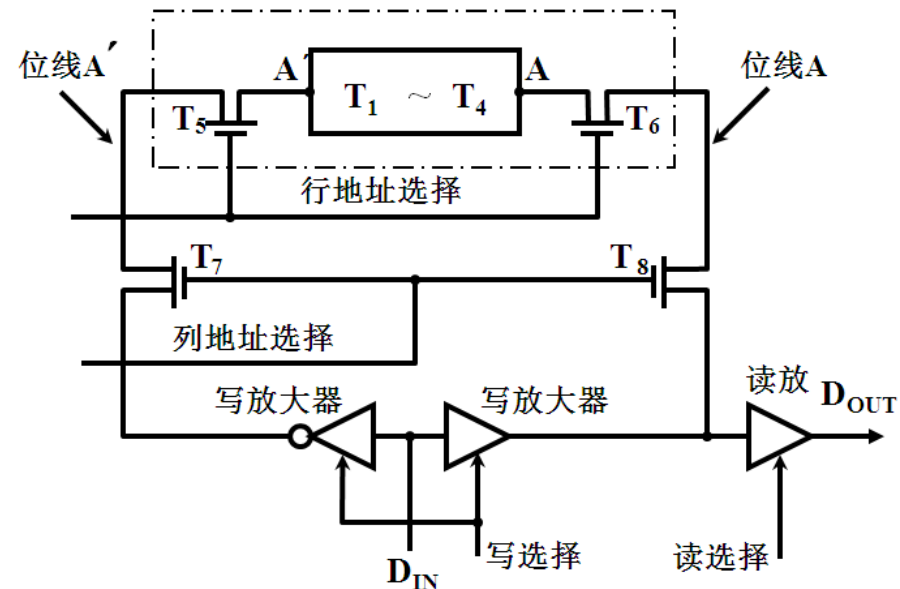 位线A′
位线A
A′
A
T₁ ~ T₄
T₅
T₆
行地址选择
T₇
T₈
列地址选择
写放大器
写放大器
读放
D_OUT
D_IN
写选择
读选择